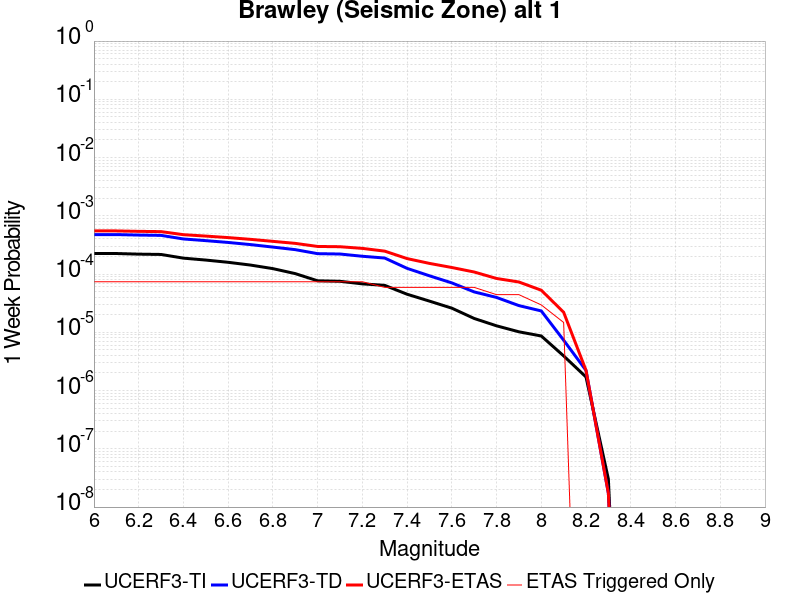 Brawley (Seismic Zone) alt 1
10^0
10^-1
10^-2
10^-3
10^-4
10^-5
10^-6
10^-7
10^-8
1 Week Probability
6 6.2 6.4 6.6 6.8 7 7.2 7.4 7.6 7.8 8 8.2 8.4 8.6 8.8 9
Magnitude
UCERF3-TI UCERF3-TD UCERF3-ETAS ETAS Triggered Only